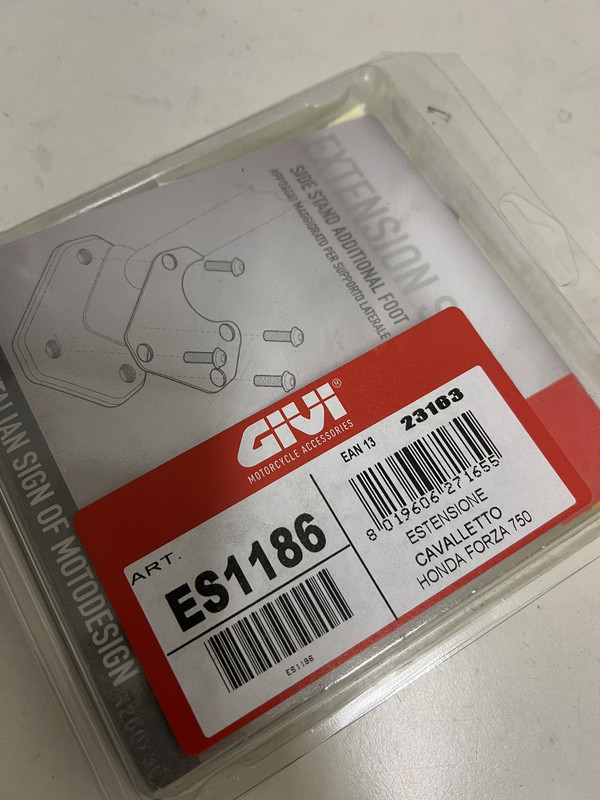 EXTENSION S
SIDE STAND ADDITIONAL FOOT
APPOGGIO MAGGIORATO PER SUPPORTO LATERALE
ITALIAN SIGN OF MOTODESIGN
GIVI®
MOTORCYCLE ACCESSORIES
ART.
ES1186
ES1186
EAN 13
23163
8 019606 271655
ESTENSIONE
CAVALLETTO
HONDA FORZA 750